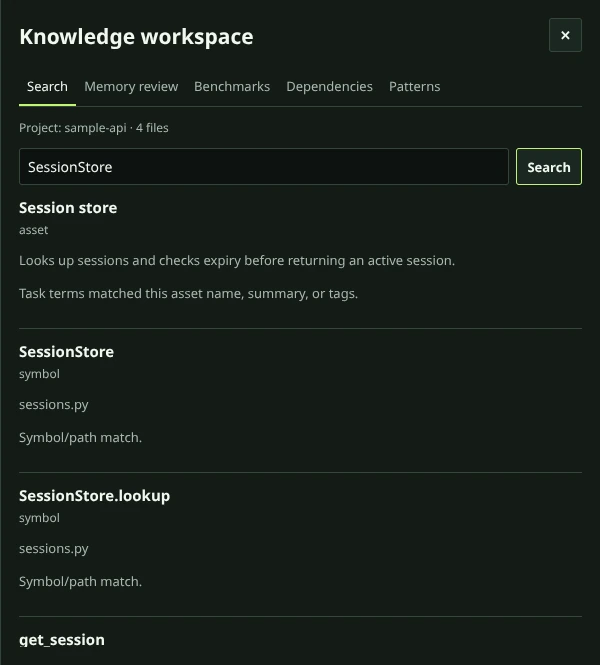 Knowledge workspace
×
Search Memory review Benchmarks Dependencies Patterns
Project: sample-api · 4 files
SessionStore Search
Session store
asset
Looks up sessions and checks expiry before returning an active session.
Task terms matched this asset name, summary, or tags.
SessionStore
symbol
sessions.py
Symbol/path match.
SessionStore.lookup
symbol
sessions.py
Symbol/path match.
get_session